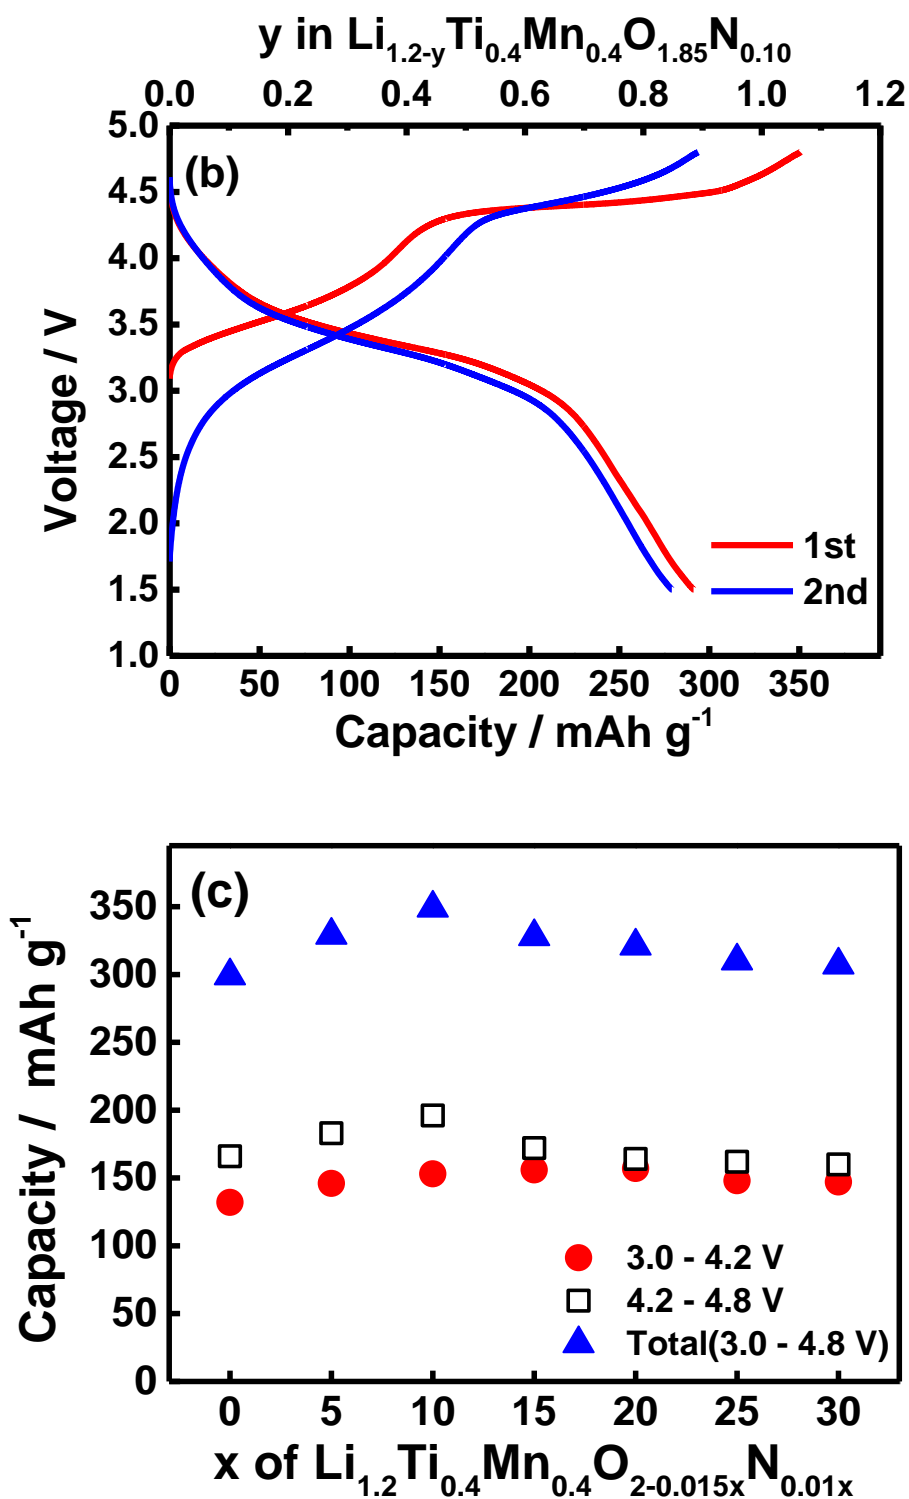 y in Li1.2-yTi0.4Mn0.4O1.85N0.10
0.0 0.2 0.4 0.6 0.8 1.0 1.2
(b)
5.0
4.5
4.0
3.5
3.0
2.5
2.0
1.5
1.0
Voltage / V
1st
2nd
0 50 100 150 200 250 300 350
Capacity / mAh g-1
(c)
350
300
250
200
150
100
50
0
Capacity / mAh g-1
3.0 - 4.2 V
4.2 - 4.8 V
Total(3.0 - 4.8 V)
0 5 10 15 20 25 30
x of Li1.2Ti0.4Mn0.4O2-0.015xN0.01x